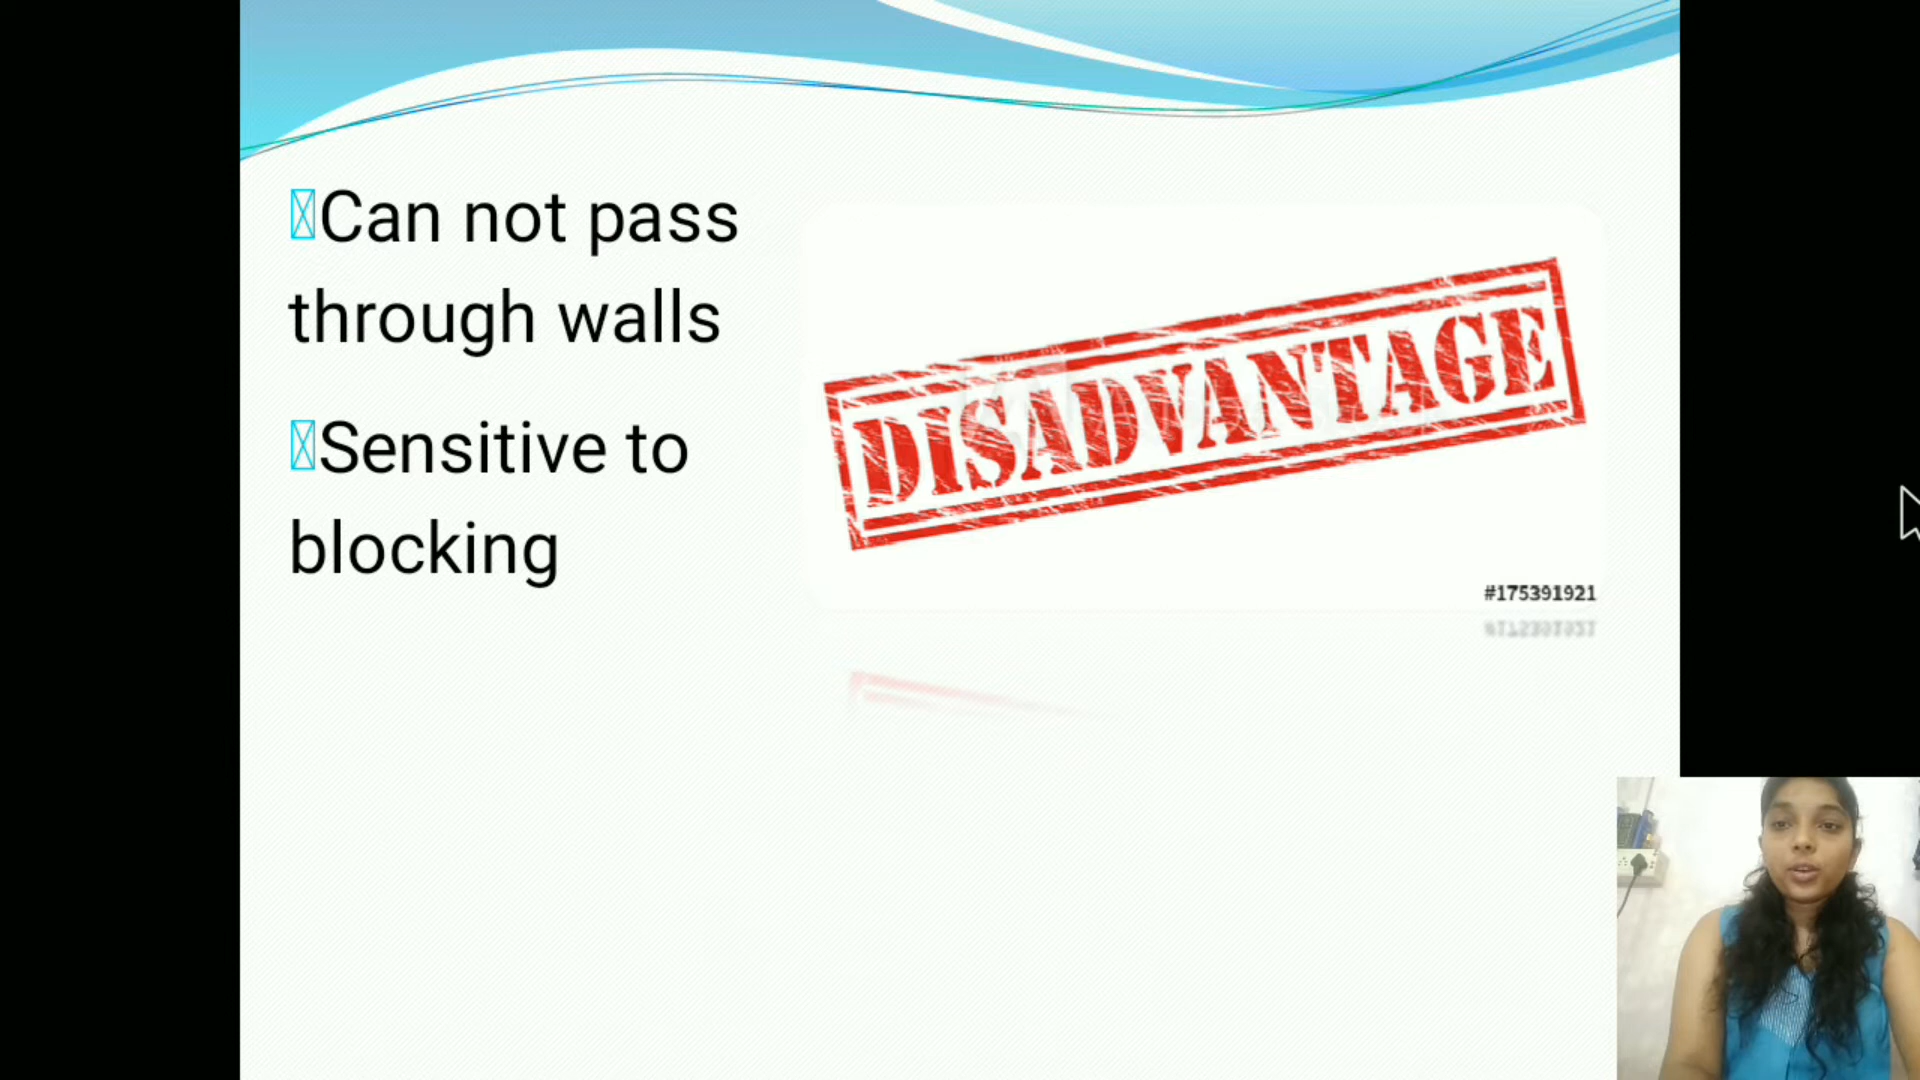 Can not pass
through walls
Sensitive to
blocking
DISADVANTAGE
#175391921